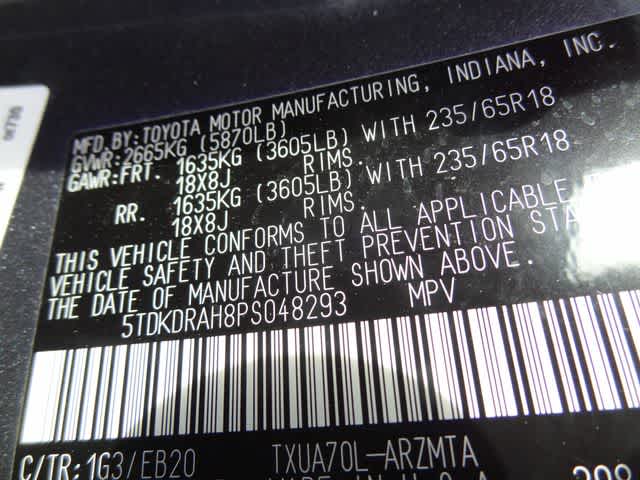 MFD.BY:TOYOTA MOTOR MANUFACTURING, INDIANA, INC.
GVWR:2665KG (5870LB)
GAWR:FRT. 1635KG (3605LB) WITH 235/65R18
18X8J RIMS.
RR. 1635KG (3605LB) WITH 235/65R18
18X8J RIMS.
THIS VEHICLE CONFORMS TO ALL APPLICABLE
VEHICLE SAFETY AND THEFT PREVENTION STA
THE DATE OF MANUFACTURE SHOWN ABOVE.
5TDKDRAH8PS048293 MPV
C/TR:1G3/EB20 TXUA70L-ARZMTA